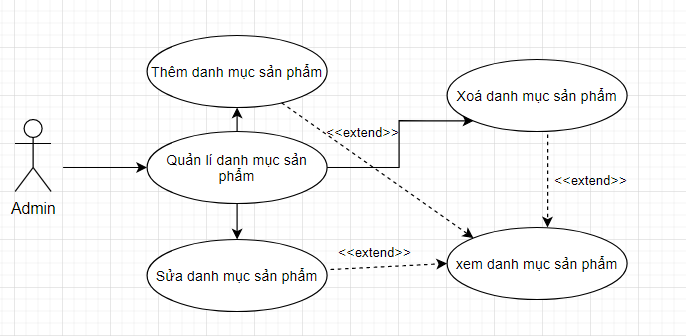 Thêm danh mục sản phẩm
Xoá danh mục sản phẩm
<<extend>>
Quản lí danh mục sản
phẩm
<<extend>>
Admin
<<extend>>
xem danh mục sản phẩm
Sửa danh mục sản phẩm